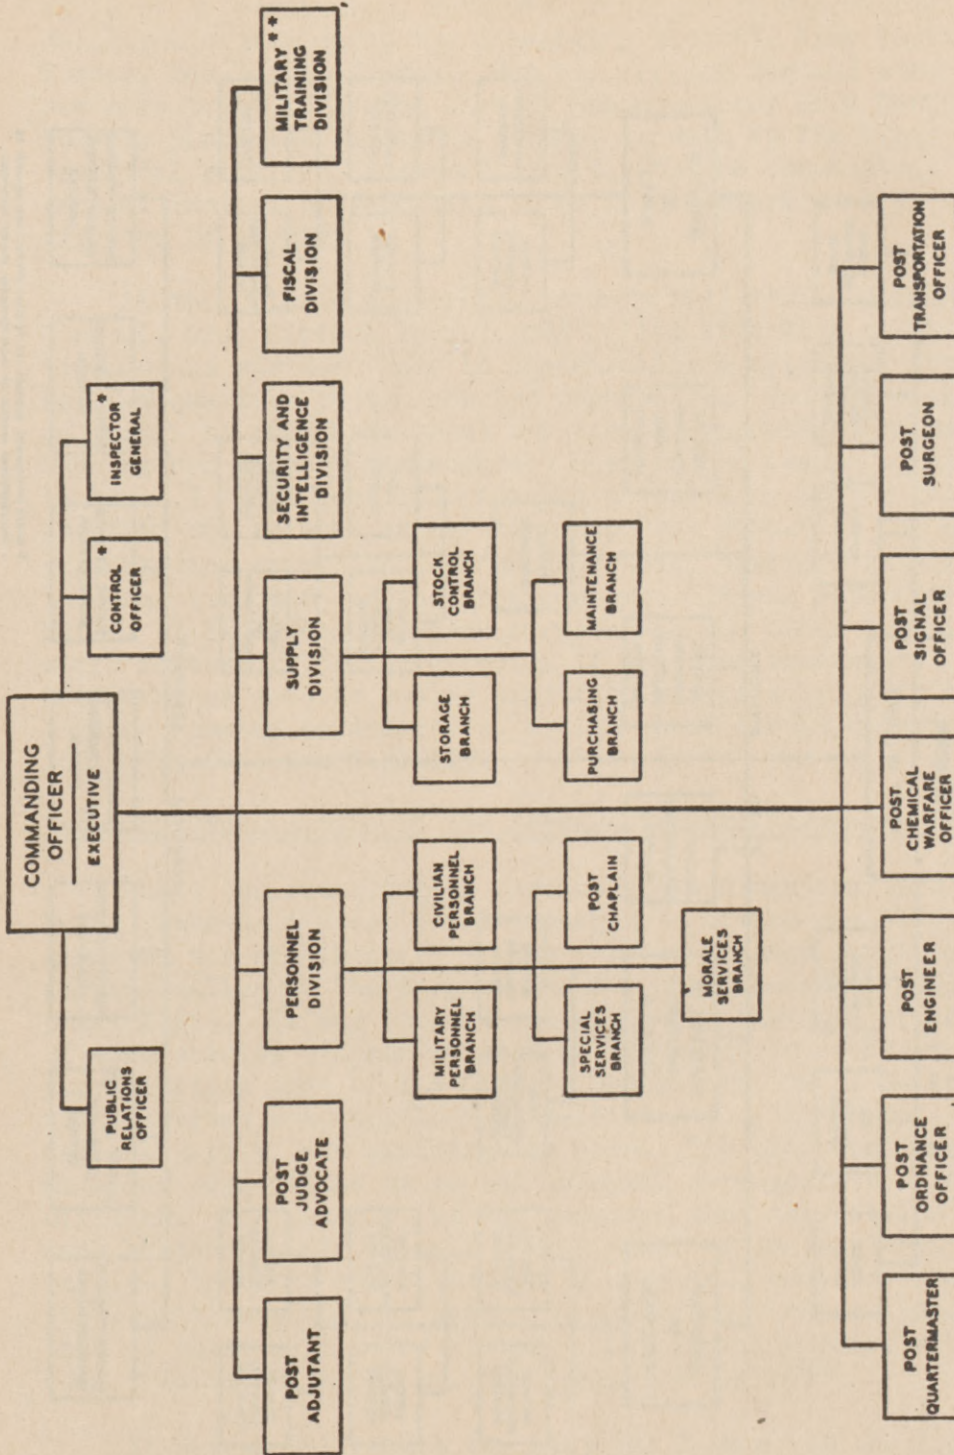 COMMANDING
OFFICER
EXECUTIVE
PUBLIC
RELATIONS
OFFICER
CONTROL *
OFFICER
INSPECTOR *
GENERAL
POST
ADJUTANT
POST
JUDGE
ADVOCATE
PERSONNEL
DIVISION
SUPPLY
DIVISION
SECURITY AND
INTELLIGENCE
DIVISION
FISCAL
DIVISION
MILITARY **
TRAINING
DIVISION
MILITARY
PERSONNEL
BRANCH
CIVILIAN
PERSONNEL
BRANCH
SPECIAL
SERVICES
BRANCH
POST
CHAPLAIN
MORALE
SERVICES
BRANCH
STORAGE
BRANCH
STOCK
CONTROL
BRANCH
PURCHASING
BRANCH
MAINTENANCE
BRANCH
POST
QUARTERMASTER
POST
ORDNANCE
OFFICER
POST
ENGINEER
POST
CHEMICAL
WARFARE
OFFICER
POST
SIGNAL
OFFICER
POST
SURGEON
POST
TRANSPORTATION
OFFICER